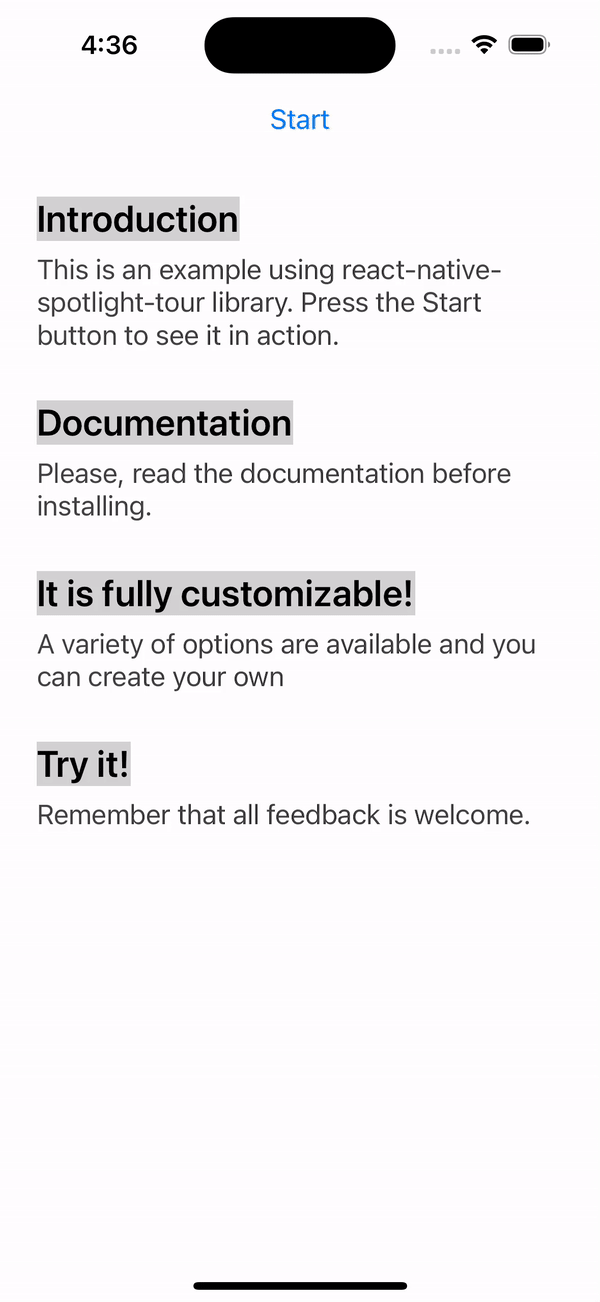 4:36
Start
Introduction
This is an example using react-native-
spotlight-tour library. Press the Start
button to see it in action.
Documentation
Please, read the documentation before
installing.
It is fully customizable!
A variety of options are available and you
can create your own
Try it!
Remember that all feedback is welcome.